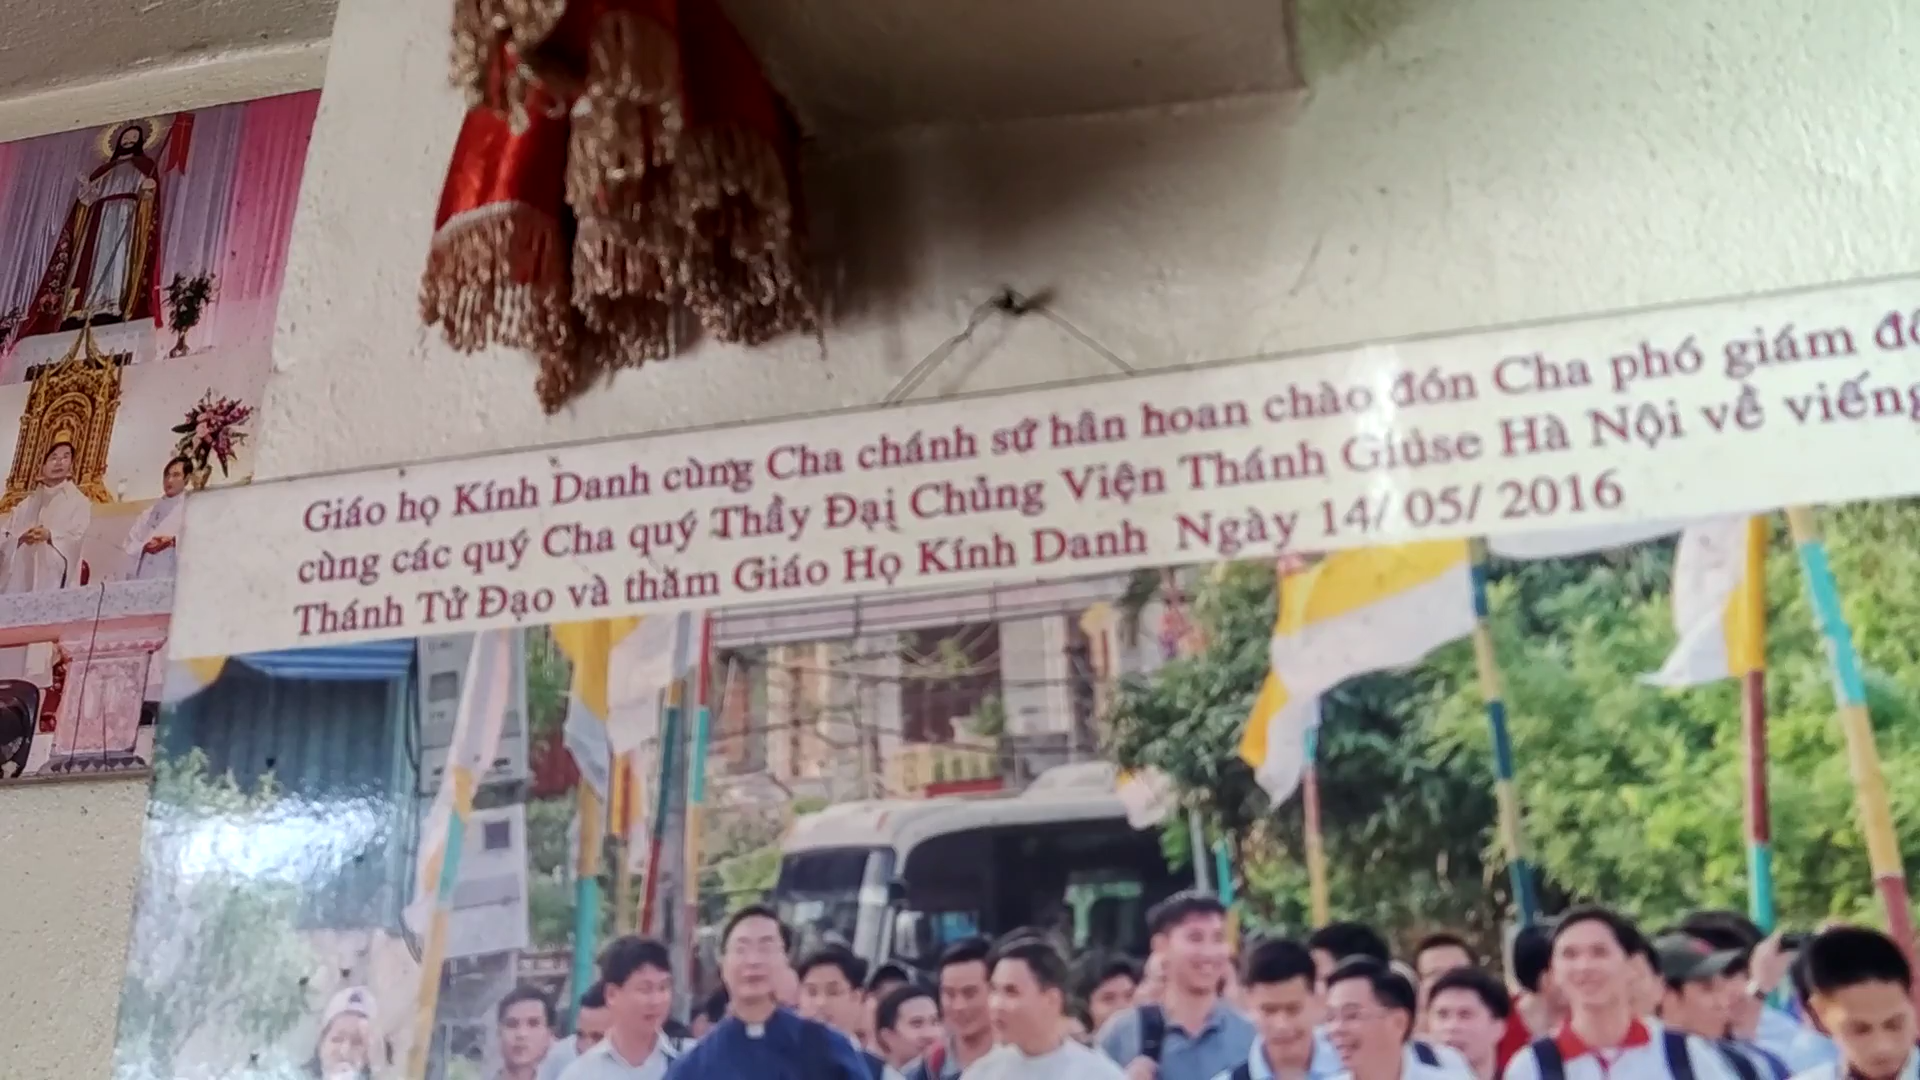 Giáo họ Kính Danh cùng Cha chánh sứ hân hoan chào đón Cha phó giám
cùng các quý Cha quý Thầy Đại Chủng Viện Thánh Giuse Hà Nội về viếng
Thánh Tử Đạo và thăm Giáo Họ Kính Danh Ngày 14/ 05/ 2016